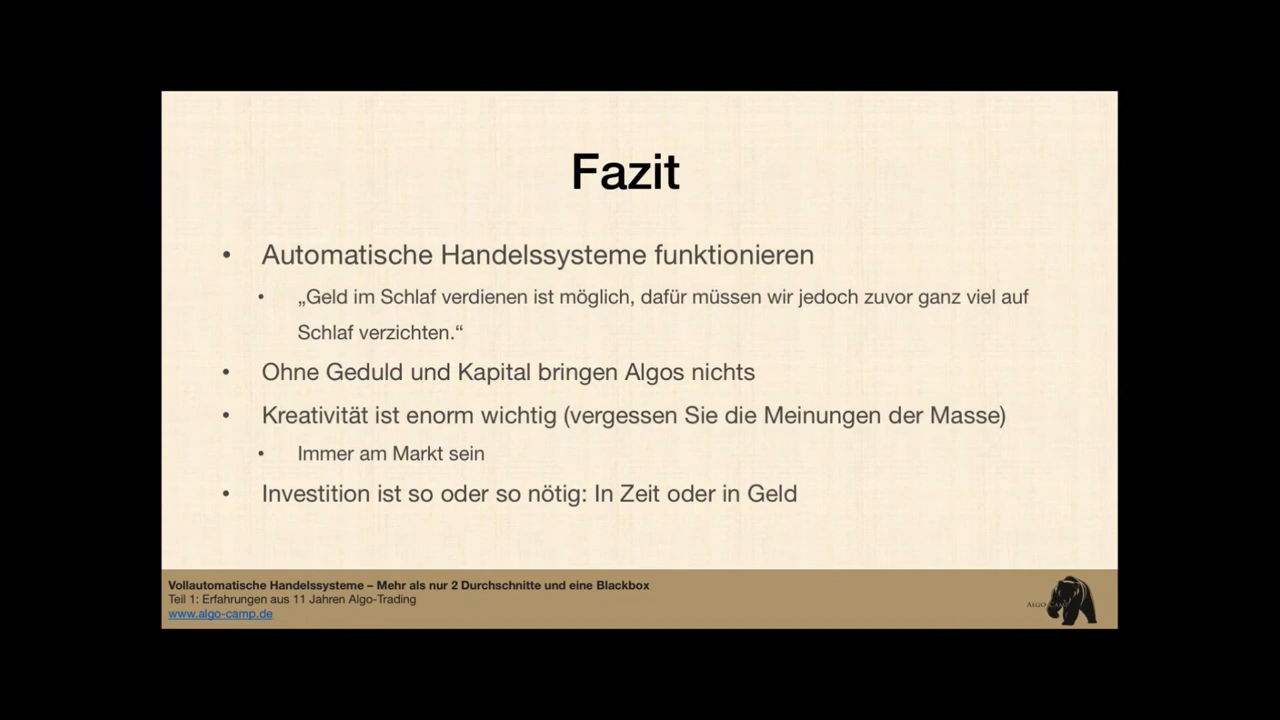 Fazit
• Automatische Handelssysteme funktionieren
• „Geld im Schlaf verdienen ist möglich, dafür müssen wir jedoch zuvor ganz viel auf
Schlaf verzichten.“
• Ohne Geduld und Kapital bringen Algos nichts
• Kreativität ist enorm wichtig (vergessen Sie die Meinungen der Masse)
• Immer am Markt sein
• Investition ist so oder so nötig: In Zeit oder in Geld
Vollautomatische Handelssysteme – Mehr als nur 2 Durchschnitte und eine Blackbox
Teil 1: Erfahrungen aus 11 Jahren Algo-Trading
www.algo-camp.de